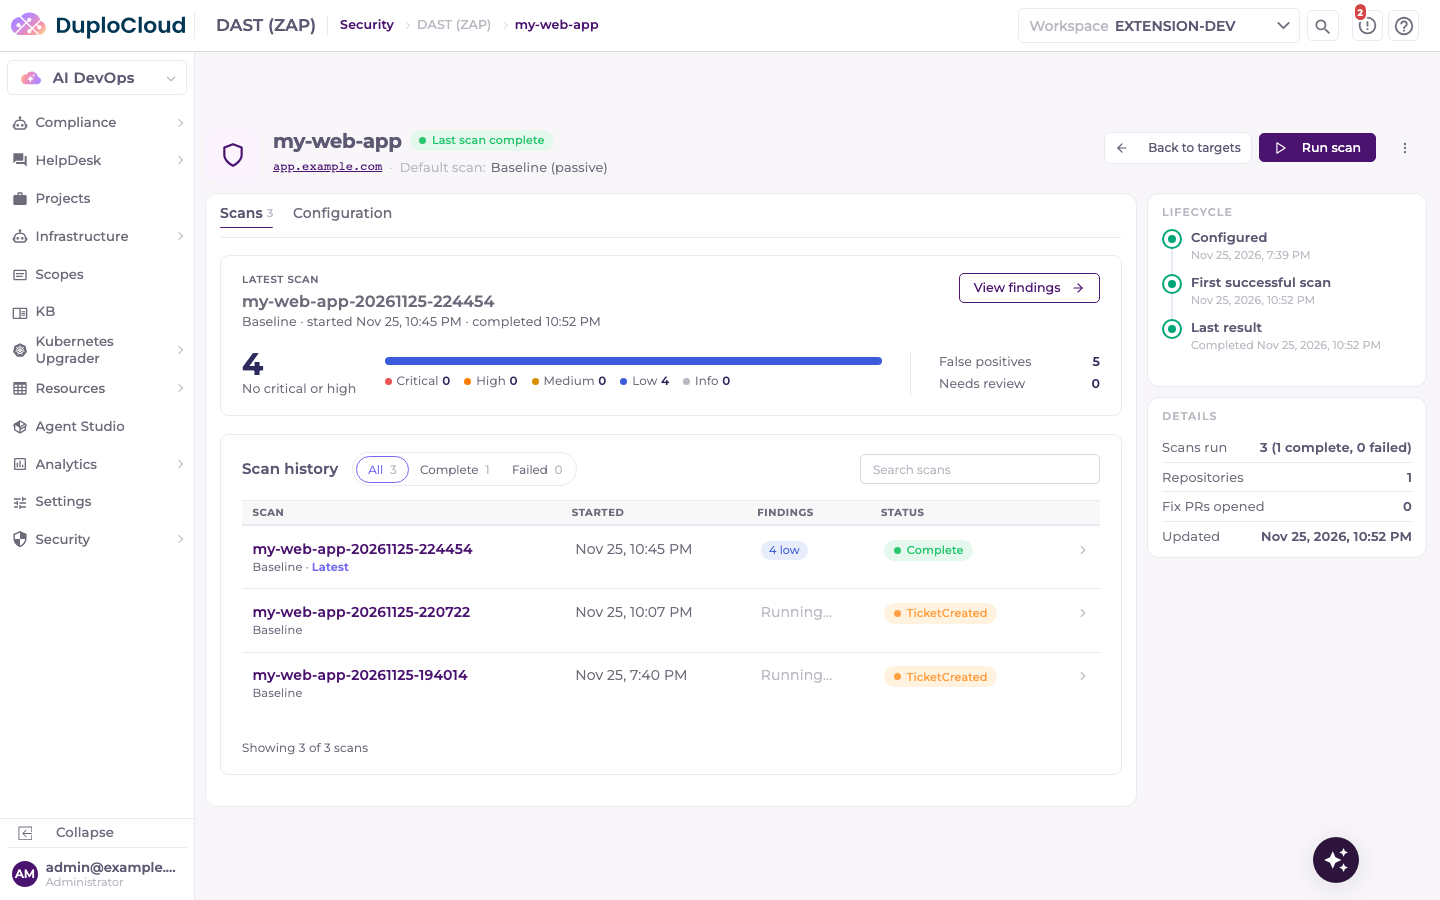 DuploCloud
DAST (ZAP)
Security
DAST (ZAP)
my-web-app
Workspace EXTENSION-DEV
2
AI DevOps
Compliance
HelpDesk
Projects
Infrastructure
Scopes
KB
Kubernetes
Upgrader
Resources
Agent Studio
Analytics
Settings
Security
Collapse
AM
admin@example....
Administrator
my-web-app
Last scan complete
app.example.com · Default scan: Baseline (passive)
Back to targets
Run scan
Scans 3
Configuration
LATEST SCAN
my-web-app-20261125-224454
Baseline · started Nov 25, 10:45 PM · completed 10:52 PM
View findings
4
No critical or high
Critical 0
High 0
Medium 0
Low 4
Info 0
False positives 5
Needs review 0
Scan history
All 3
Complete 1
Failed 0
Search scans
SCAN STARTED FINDINGS STATUS
my-web-app-20261125-224454 Nov 25, 10:45 PM 4 low Complete
Baseline · Latest
my-web-app-20261125-220722 Nov 25, 10:07 PM Running... TicketCreated
Baseline
my-web-app-20261125-194014 Nov 25, 7:40 PM Running... TicketCreated
Baseline
Showing 3 of 3 scans
LIFECYCLE
Configured
Nov 25, 2026, 7:39 PM
First successful scan
Nov 25, 2026, 10:52 PM
Last result
Completed Nov 25, 2026, 10:52 PM
DETAILS
Scans run 3 (1 complete, 0 failed)
Repositories 1
Fix PRs opened 0
Updated Nov 25, 2026, 10:52 PM